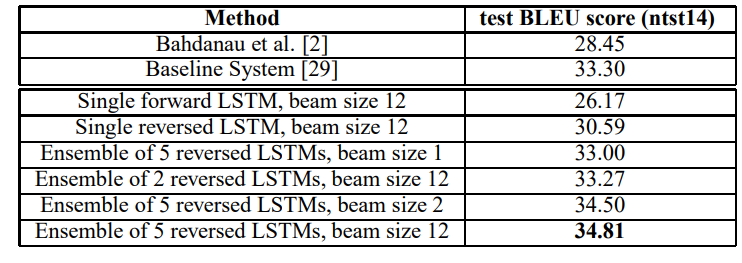 Method test BLEU score (ntst14)
Bahdanau et al. [2] 28.45
Baseline System [29] 33.30
Single forward LSTM, beam size 12 26.17
Single reversed LSTM, beam size 12 30.59
Ensemble of 5 reversed LSTMs, beam size 1 33.00
Ensemble of 2 reversed LSTMs, beam size 12 33.27
Ensemble of 5 reversed LSTMs, beam size 2 34.50
Ensemble of 5 reversed LSTMs, beam size 12 34.81